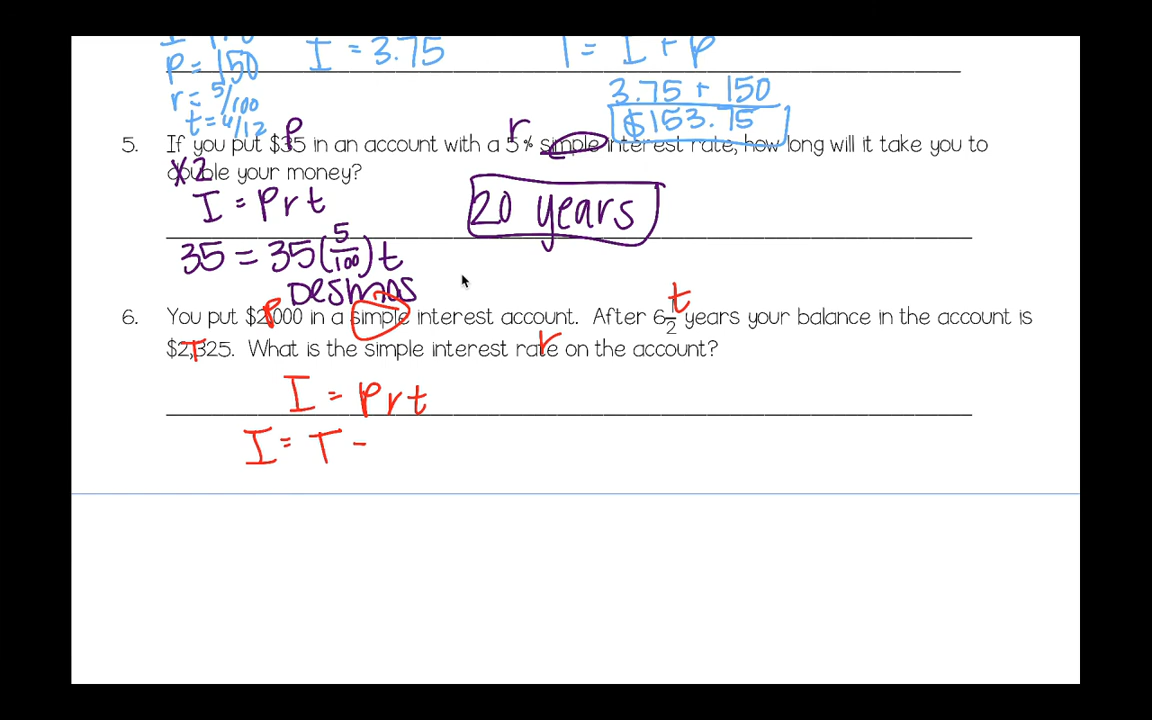 P = 150
I = 3.75
T = I + P
r = 5/100
3.75 + 150
t = 4/12
$153.75
P
r
5. If you put $35 in an account with a 5% simple interest rate, how long will it take you to
x2
double your money?
I = Prt
20 years
35 = 35(5/100)t
DESMOS
P
t
6. You put $2,000 in a simple interest account. After 6 1/2 years your balance in the account is
T
r
$2,325. What is the simple interest rate on the account?
I = Prt
I = T -